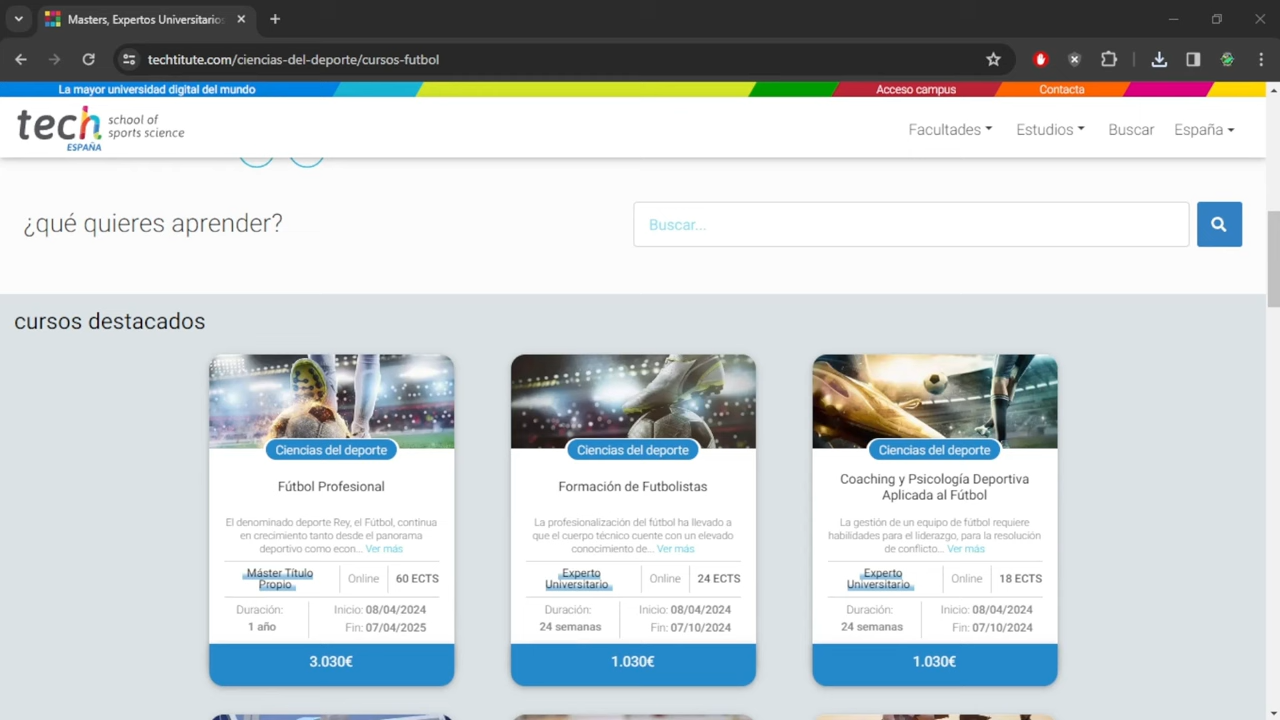 Masters, Expertos Universitarios
techtitute.com/ciencias-del-deporte/cursos-futbol
La mayor universidad digital del mundo
Acceso campus
Contacta
tech school of
sports science
ESPAÑA
Facultades
Estudios
Buscar
España
¿qué quieres aprender?
Buscar...
cursos destacados
Ciencias del deporte
Fútbol Profesional
El denominado deporte Rey, el Fútbol, continua
en crecimiento tanto desde el panorama
deportivo como econ... Ver más
Máster Título
Propio
Online
60 ECTS
Duración:
1 año
Inicio: 08/04/2024
Fin: 07/04/2025
3.030€
Ciencias del deporte
Formación de Futbolistas
La profesionalización del fútbol ha llevado a
que el cuerpo técnico cuente con un elevado
conocimiento de... Ver más
Experto
Universitario
Online
24 ECTS
Duración:
24 semanas
Inicio: 08/04/2024
Fin: 07/10/2024
1.030€
Ciencias del deporte
Coaching y Psicología Deportiva
Aplicada al Fútbol
La gestión de un equipo de fútbol requiere
habilidades para el liderazgo, para la resolución
de conflicto... Ver más
Experto
Universitario
Online
18 ECTS
Duración:
24 semanas
Inicio: 08/04/2024
Fin: 07/10/2024
1.030€